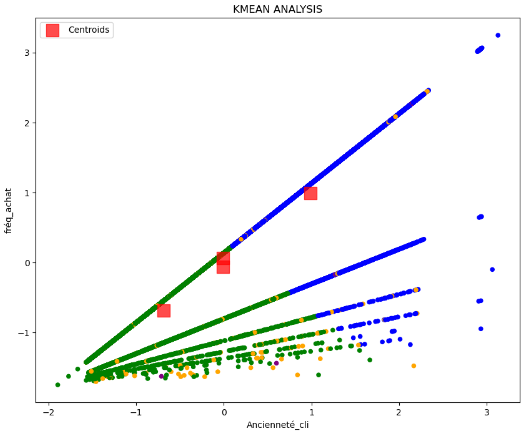 KMEAN ANALYSIS
Centroids
3
2
1
0
−1
fréq_achat
−2
−1
0
1
2
3
Ancienneté_cli